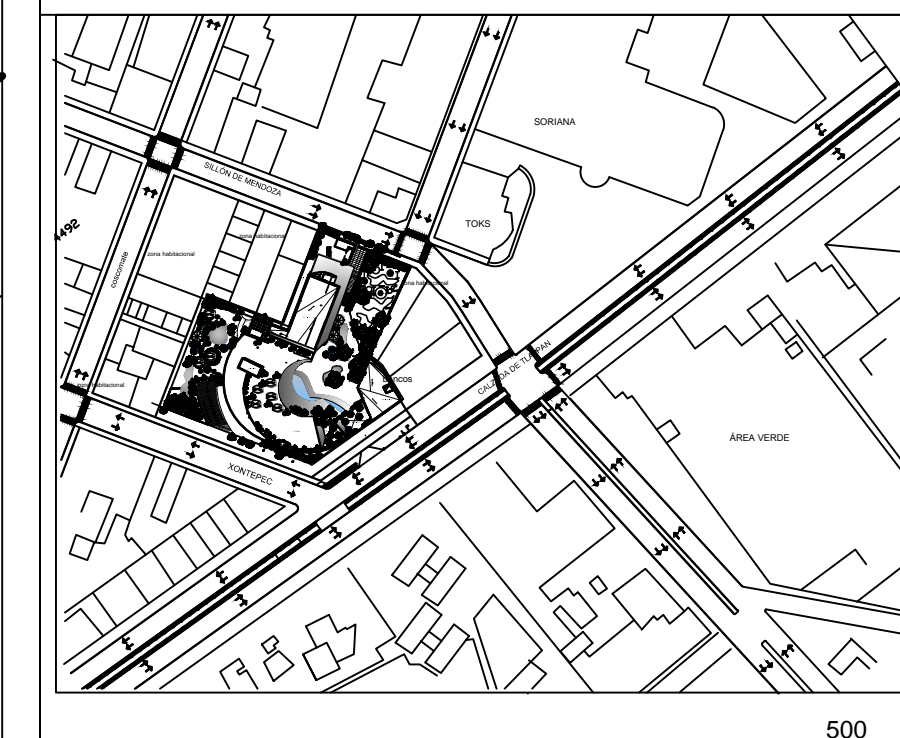 SORIANA
SILLON DE MENDOZA
TOKS
4492
zona habitacional
zona habitacional
coscomate
zona habitacional
CALZADA DE TLALPAN
zona habitacional
bancos
ÁREA VERDE
XONTEPEC
500